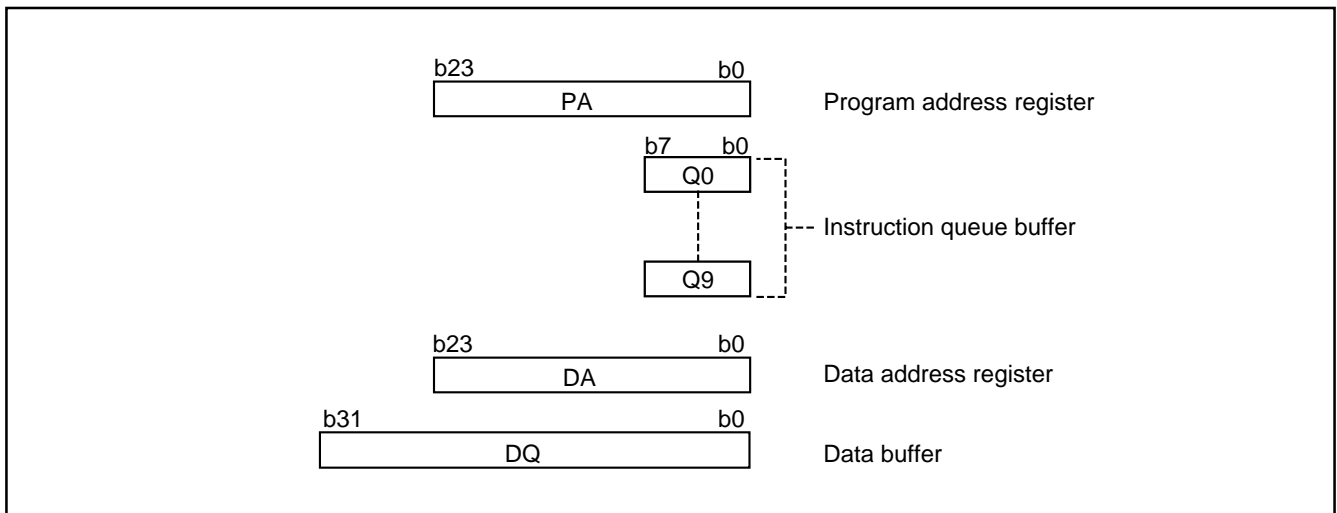 b23 b0
PA Program address register
b7 b0
Q0
Instruction queue buffer
Q9
b23 b0
DA Data address register
b31 b0
DQ Data buffer